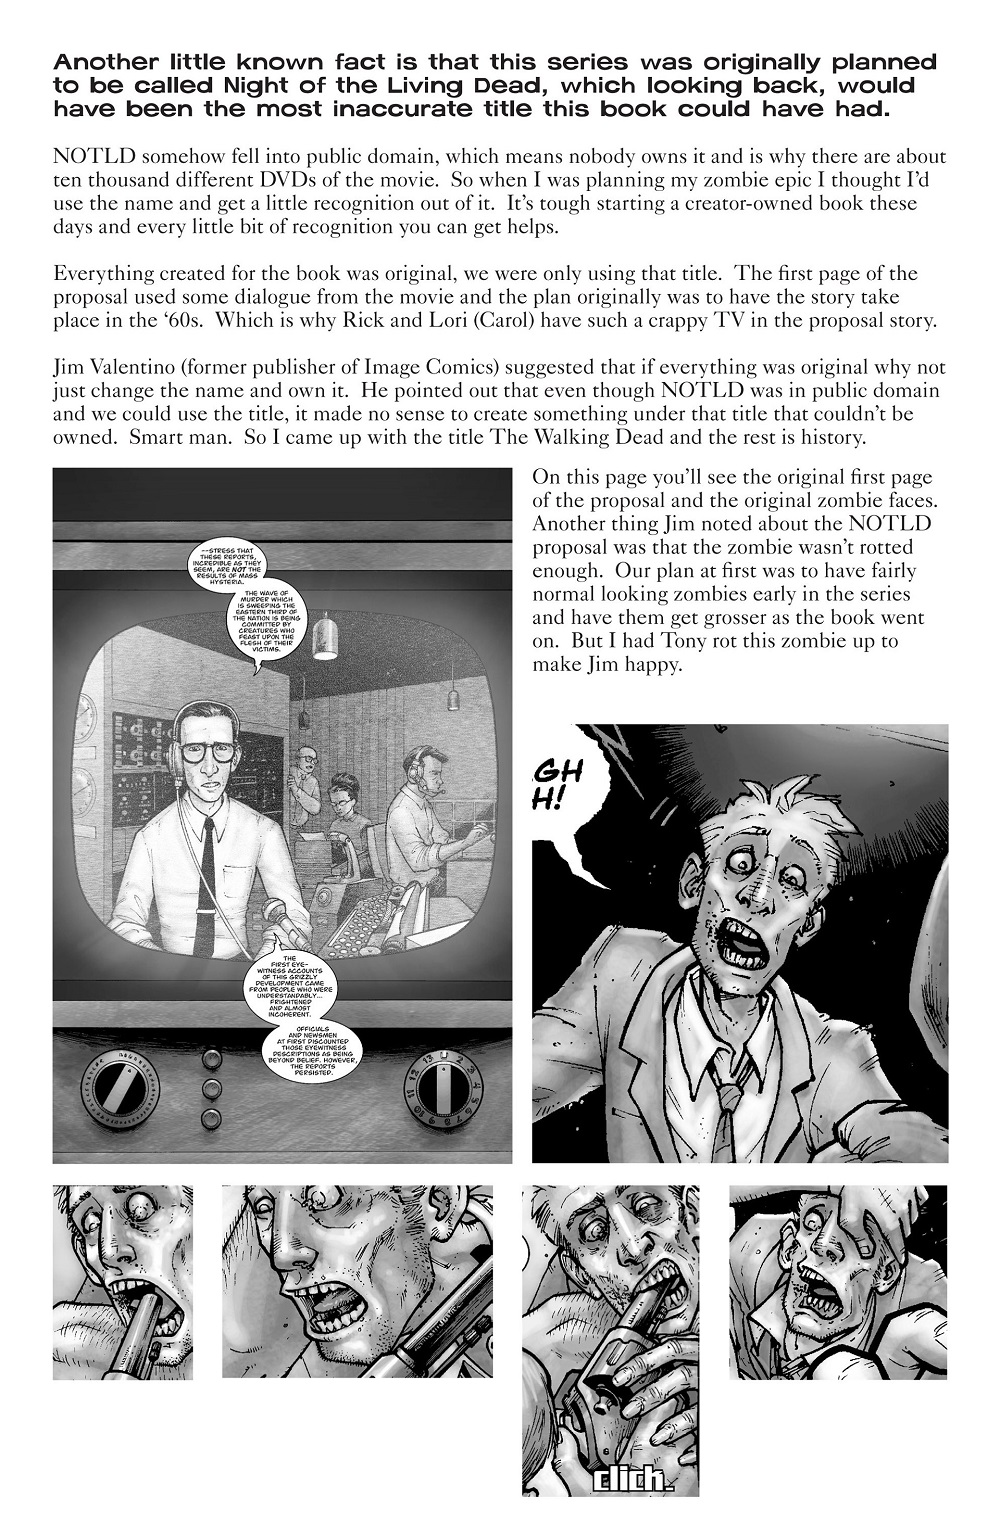 Another little known fact is that this series was originally planned
to be called Night of the Living Dead, which looking back, would
have been the most inaccurate title this book could have had.
NOTLD somehow fell into public domain, which means nobody owns it and is why there are about
ten thousand different DVDs of the movie.  So when I was planning my zombie epic I thought I'd
use the name and get a little recognition out of it.  It's tough starting a creator-owned book these
days and every little bit of recognition you can get helps.
Everything created for the book was original, we were only using that title.  The first page of the
proposal used some dialogue from the movie and the plan originally was to have the story take
place in the ‘60s.  Which is why Rick and Lori (Carol) have such a crappy TV in the proposal story.
Jim Valentino (former publisher of Image Comics) suggested that if everything was original why not
just change the name and own it.  He pointed out that even though NOTLD was in public domain
and we could use the title, it made no sense to create something under that title that couldn't be
owned.  Smart man.  So I came up with the title The Walking Dead and the rest is history.
--STRESS THAT
THESE REPORTS,
INCREDIBLE AS THEY
SEEM, ARE NOT THE
RESULTS OF MASS
HYSTERIA.
THE WAVE OF
MURDER WHICH
IS SWEEPING THE
EASTERN THIRD OF
THE NATION IS BEING
COMMITTED BY
CREATURES WHO
FEAST UPON THE
FLESH OF THEIR
VICTIMS.
THE
FIRST EYE-
WITNESS ACCOUNTS
OF THIS GRIZZLY
DEVELOPMENT CAME
FROM PEOPLE WHO WERE
UNDERSTANDABLY...
FRIGHTENED
AND ALMOST
INCOHERENT.
OFFICIALS
AND NEWSMEN
AT FIRST DISCOUNTED
THOSE EYEWITNESS
DESCRIPTIONS AS BEING
BEYOND BELIEF. HOWEVER,
THE REPORTS
PERSISTED.
13 2 3 4 5 6 7 8 9 10 11 12
On this page you'll see the original first page
of the proposal and the original zombie faces.
Another thing Jim noted about the NOTLD
proposal was that the zombie wasn't rotted
enough.  Our plan at first was to have fairly
normal looking zombies early in the series
and have them get grosser as the book went
on.  But I had Tony rot this zombie up to
make Jim happy.
GH
H!
click.